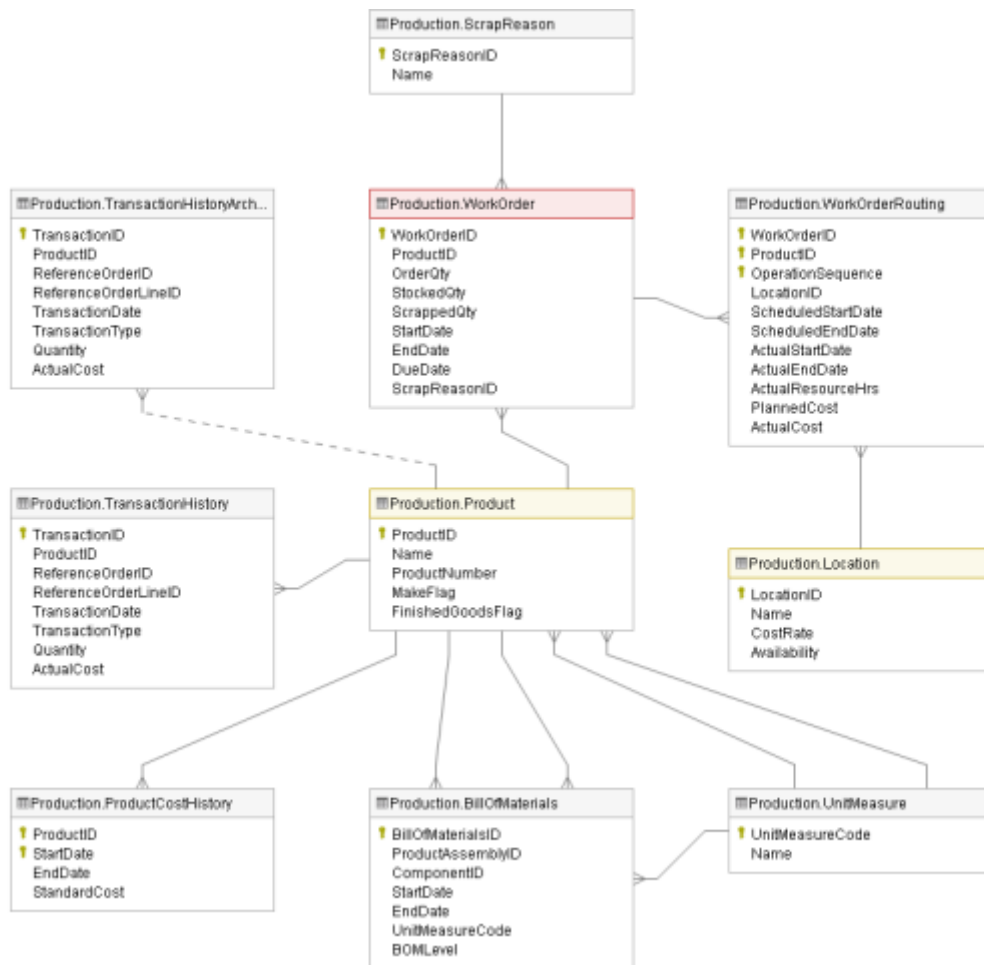 Production.ScrapReason
ScrapReasonID
Name
Production.TransactionHistoryArch...
TransactionID
ProductID
ReferenceOrderID
ReferenceOrderLineID
TransactionDate
TransactionType
Quantity
ActualCost
Production.WorkOrder
WorkOrderID
ProductID
OrderQty
StockedQty
ScrappedQty
StartDate
EndDate
DueDate
ScrapReasonID
Production.WorkOrderRouting
WorkOrderID
ProductID
OperationSequence
LocationID
ScheduledStartDate
ScheduledEndDate
ActualStartDate
ActualEndDate
ActualResourceHrs
PlannedCost
ActualCost
Production.TransactionHistory
TransactionID
ProductID
ReferenceOrderID
ReferenceOrderLineID
TransactionDate
TransactionType
Quantity
ActualCost
Production.Product
ProductID
Name
ProductNumber
MakeFlag
FinishedGoodsFlag
Production.Location
LocationID
Name
CostRate
Availability
Production.ProductCostHistory
ProductID
StartDate
EndDate
StandardCost
Production.BillOfMaterials
BillOfMaterialsID
ProductAssemblyID
ComponentID
StartDate
EndDate
UnitMeasureCode
BOMLevel
Production.UnitMeasure
UnitMeasureCode
Name